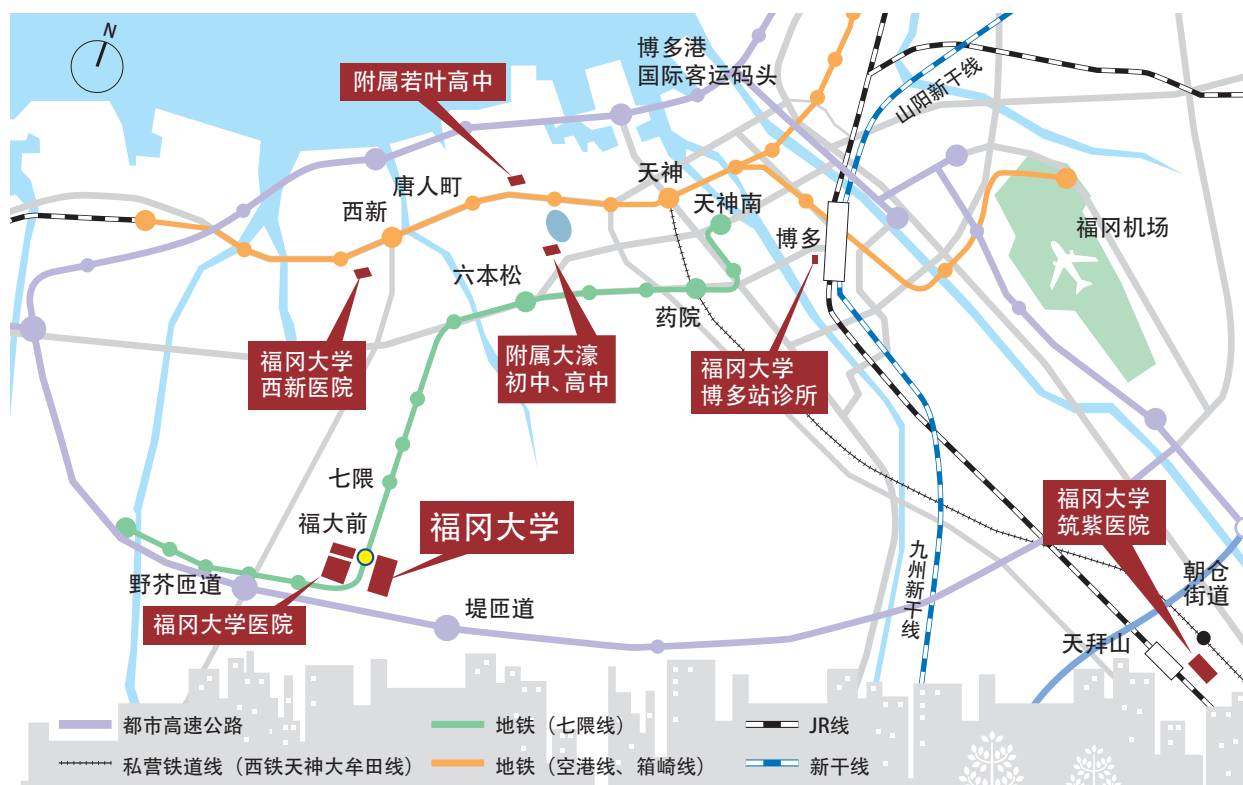 N
博多港
国际客运码头
附属若叶高中
山阳新干线
唐人町
天神
西新
天神南
博多
福冈机场
六本松
药院
福冈大学
西新医院
附属大濠
初中、高中
福冈大学
博多站诊所
七隈
福大前
福冈大学
福冈大学
筑紫医院
九州新干线
野芥匝道
朝仓
街道
堤匝道
福冈大学医院
天拜山
都市高速公路
地铁（七隈线）
JR线
私营铁道线（西铁天神大牟田线）
地铁（空港线、箱崎线）
新干线